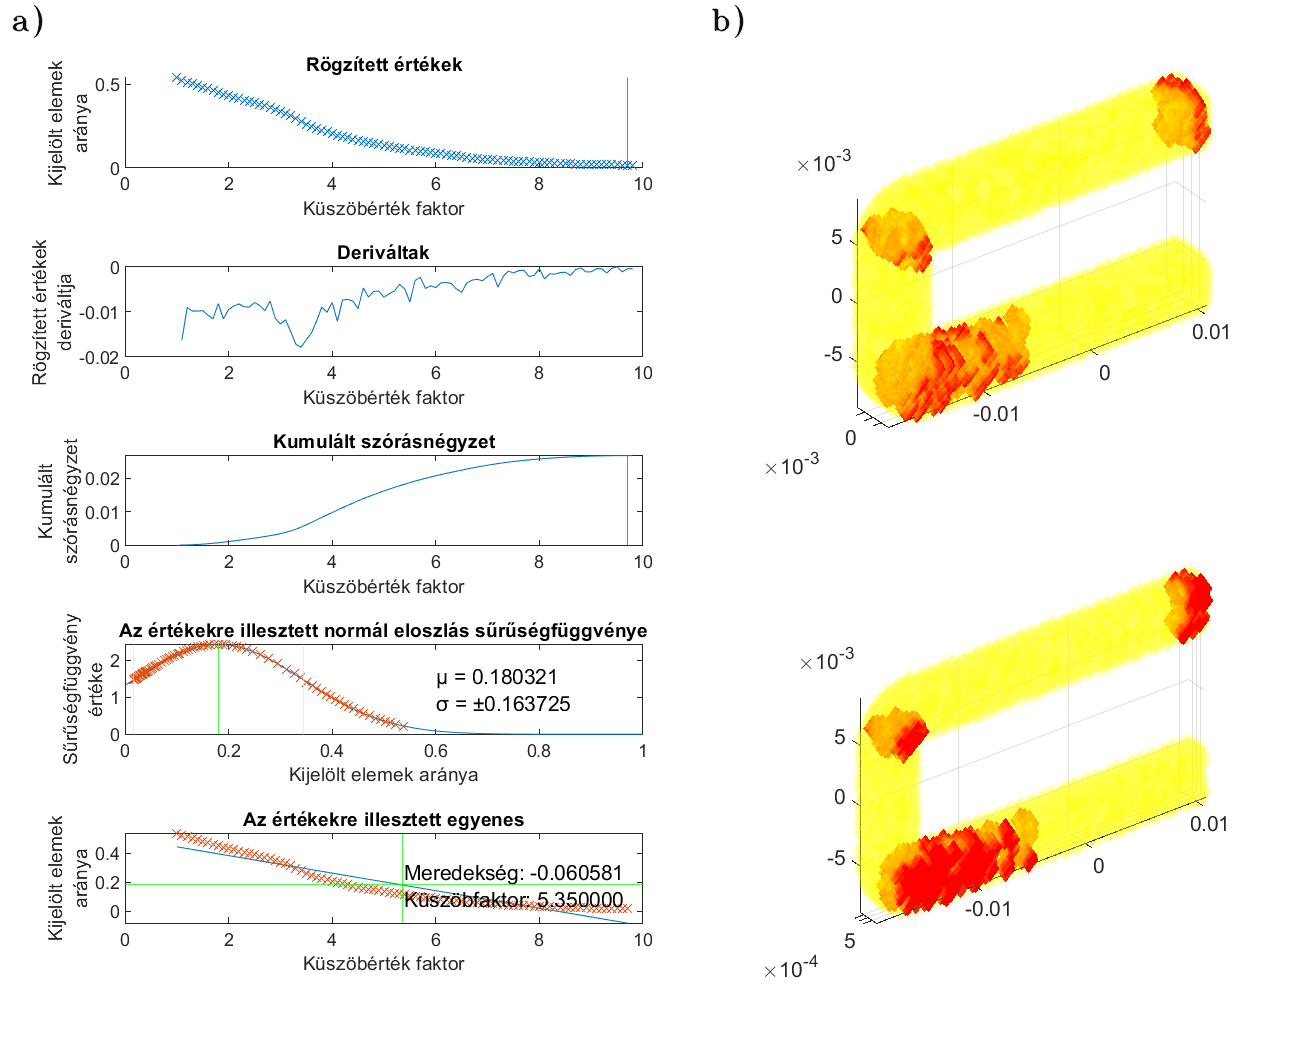 a)
Rögzített értékek
Kijelölt elemek
aránya
0.5
0
0 2 4 6 8 10
Küszöbérték faktor
Deriváltak
Rögzített értékek
deriváltja
0
-0.01
-0.02
0 2 4 6 8 10
Küszöbérték faktor
Kumulált szórásnégyzet
Kumulált
szórásnégyzet
0.02
0.01
0
0 2 4 6 8 10
Küszöbérték faktor
Az értékekre illesztett normál eloszlás sűrűségfüggvénye
Sűrűségfüggvény
értéke
2
1
0
μ = 0.180321
σ = ±0.163725
0 0.2 0.4 0.6 0.8 1
Kijelölt elemek aránya
Az értékekre illesztett egyenes
Kijelölt elemek
aránya
0.4
0.2
0
Meredekség: -0.060581
Küszöbfaktor: 5.350000
0 2 4 6 8 10
Küszöbérték faktor
b)
×10-3
5
0
-5
0.01
0
-0.01
0
×10-3
×10-3
5
0
-5
0.01
0
-0.01
5
×10-4